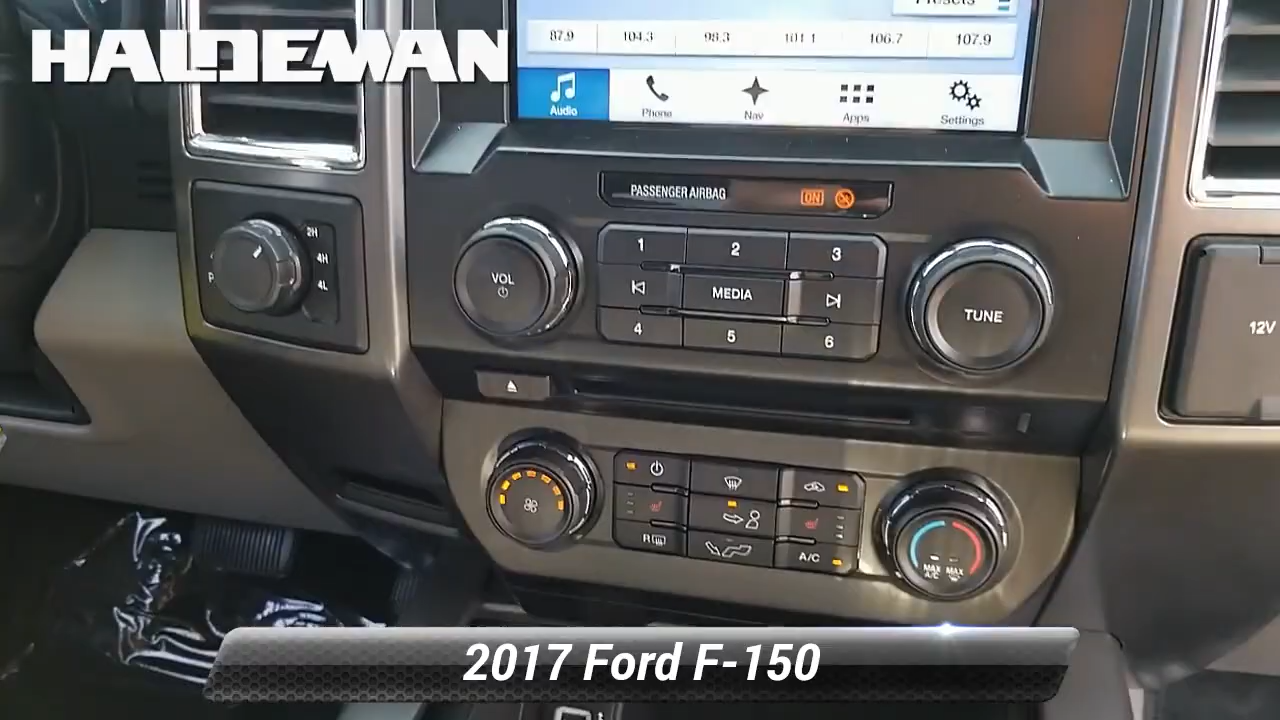 HALDEMAN
Presets
87.9 104.3 98.3 101.1 106.7 107.9
Audio Phone Nav Apps Settings
PASSENGER AIRBAG ON
2H
4H
4L
P
VOL
1 2 3
MEDIA
4 5 6
TUNE
12V
R
A/C
MAX A/C
MAX
2017 Ford F-150